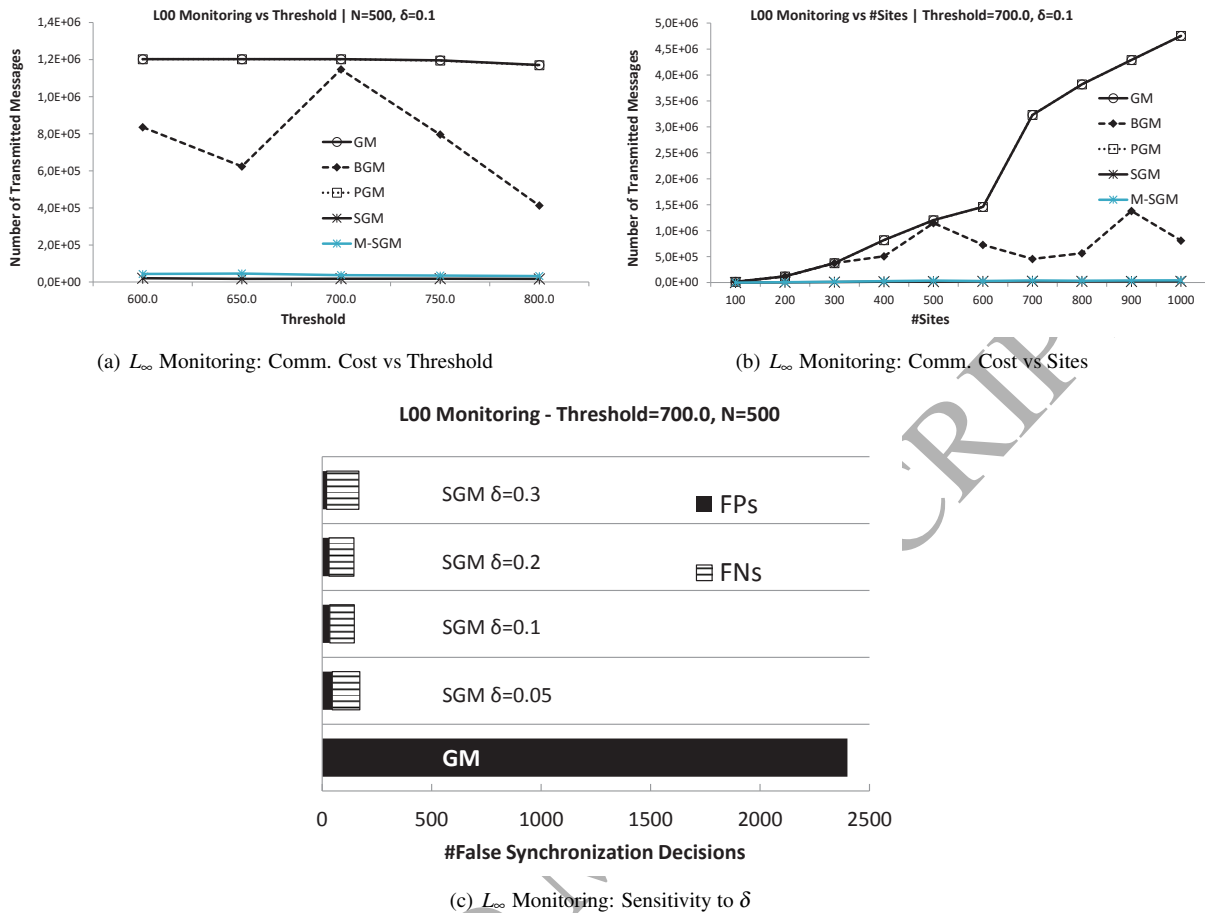 L00 Monitoring vs Threshold | N=500, δ=0.1
Number of Transmitted Messages
1,4E+06
1,2E+06
1,0E+06
8,0E+05
6,0E+05
4,0E+05
2,0E+05
0,0E+00
GM
BGM
PGM
SGM
M-SGM
600.0 650.0 700.0 750.0 800.0
Threshold
(a) L∞ Monitoring: Comm. Cost vs Threshold
L00 Monitoring vs #Sites | Threshold=700.0, δ=0.1
Number of Transmitted Messages
5,0E+06
4,5E+06
4,0E+06
3,5E+06
3,0E+06
2,5E+06
2,0E+06
1,5E+06
1,0E+06
5,0E+05
0,0E+00
GM
BGM
PGM
SGM
M-SGM
100 200 300 400 500 600 700 800 900 1000
#Sites
(b) L∞ Monitoring: Comm. Cost vs Sites
L00 Monitoring - Threshold=700.0, N=500
SGM δ=0.3
FPs
SGM δ=0.2
FNs
SGM δ=0.1
SGM δ=0.05
GM
0 500 1000 1500 2000 2500
#False Synchronization Decisions
(c) L∞ Monitoring: Sensitivity to δ